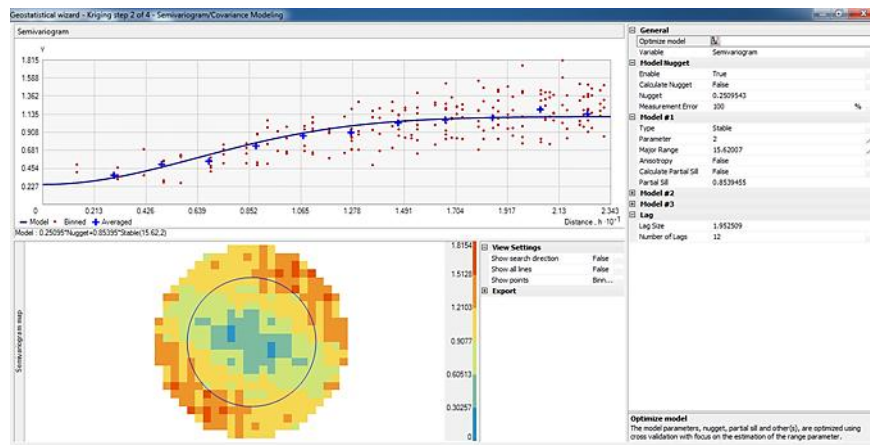 Geostatistical wizard - Kriging step 2 of 4 - Semivariogram/Covariance Modeling
Semivariogram
γ
1.815
1.588
1.362
1.135
0.908
0.681
0.454
0.227
0 0.213 0.426 0.639 0.852 1.065 1.278 1.491 1.704 1.917 2.13 2.343
Model Binned Averaged Distance, h ·10⁻¹
Model : 0.25095*Nugget+0.85395*Stable(15.62,2)
Semivariogram map
1.8154
1.5128
1.2103
0.9077
0.60513
0.30257
0
View Settings
Show search direction False
Show all lines False
Show points Binn...
Export
General
Optimize model
Variable Semivariogram
Model Nugget
Enable True
Calculate Nugget False
Nugget 0.2509543
Measurement Error 100 %
Model #1
Type Stable
Parameter 2
Major Range 15.62007
Anisotropy False
Calculate Partial Sill False
Partial Sill 0.8539455
Model #2
Model #3
Lag
Lag Size 1.952509
Number of Lags 12
Optimize model
The model parameters, nugget, partial sill and other(s), are optimized using
cross validation with focus on the estimation of the range parameter.